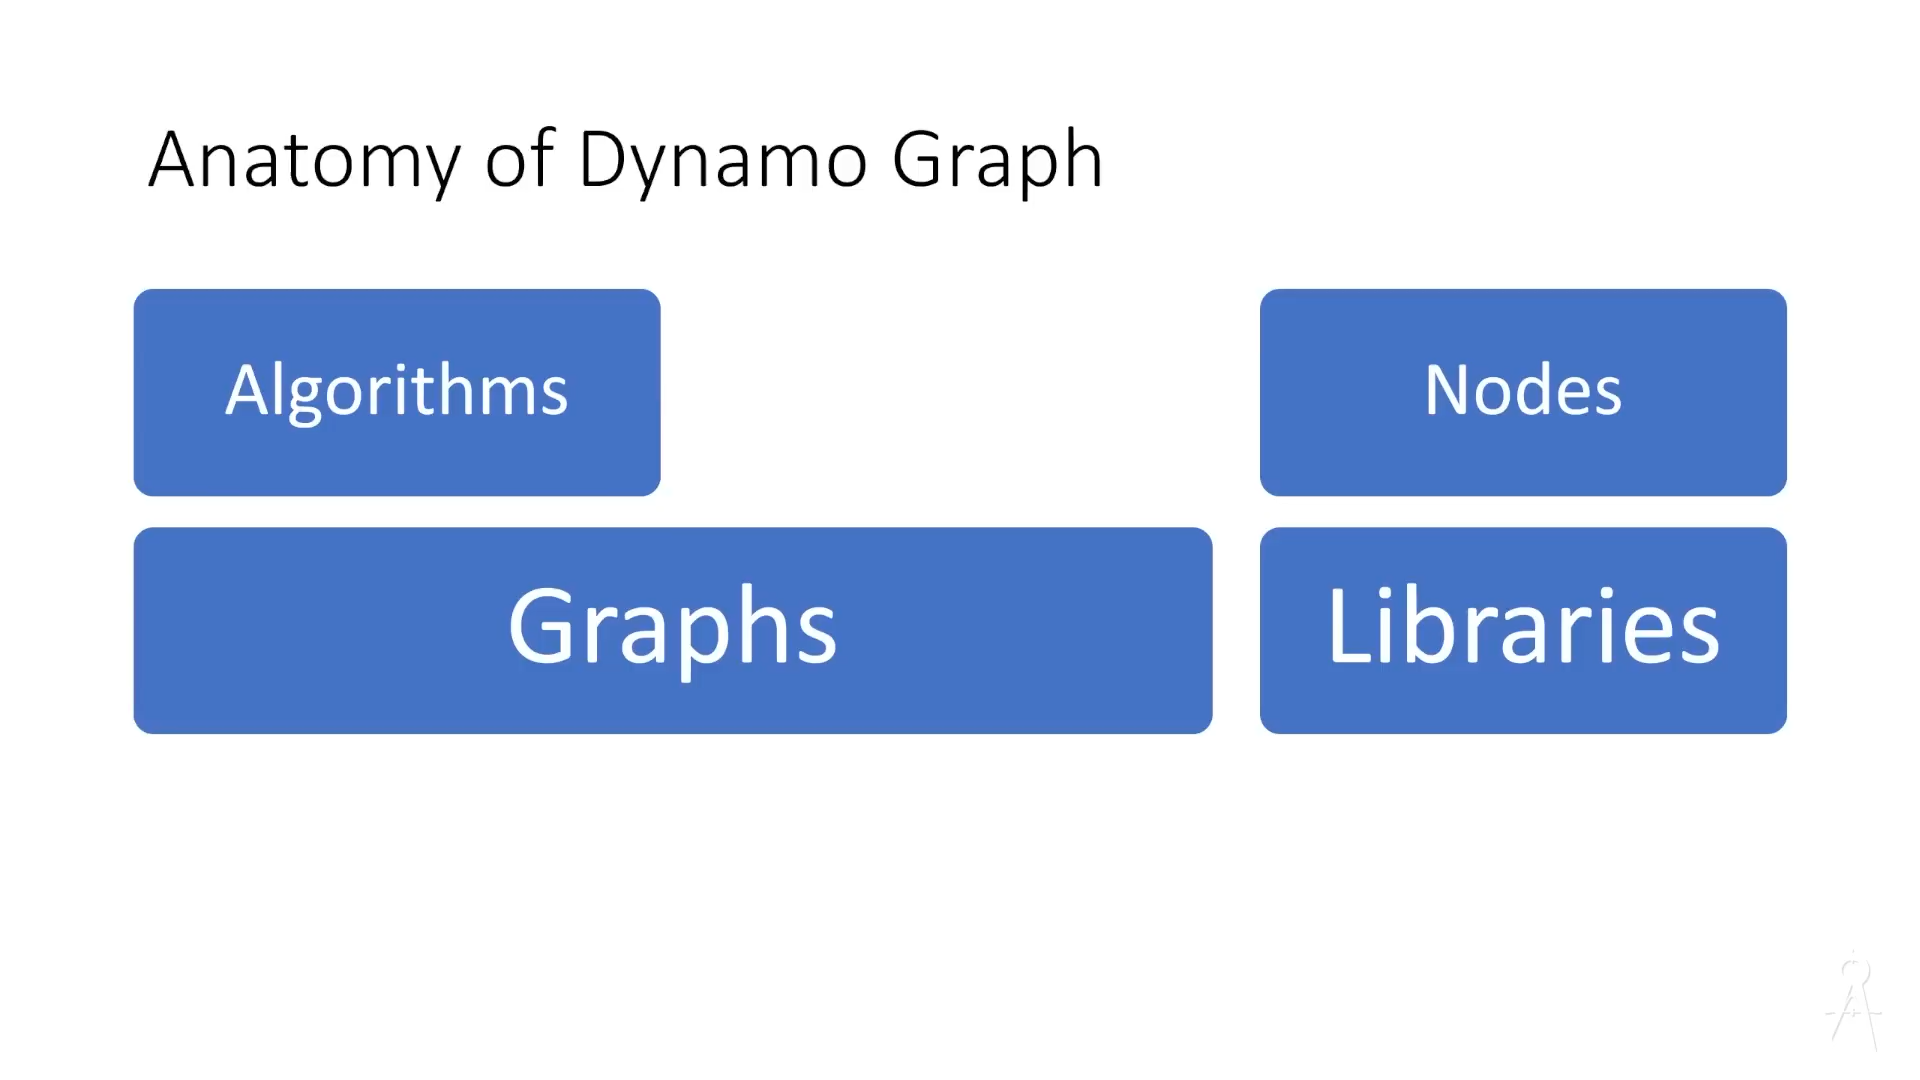 Anatomy of Dynamo Graph
Algorithms
Nodes
Graphs
Libraries